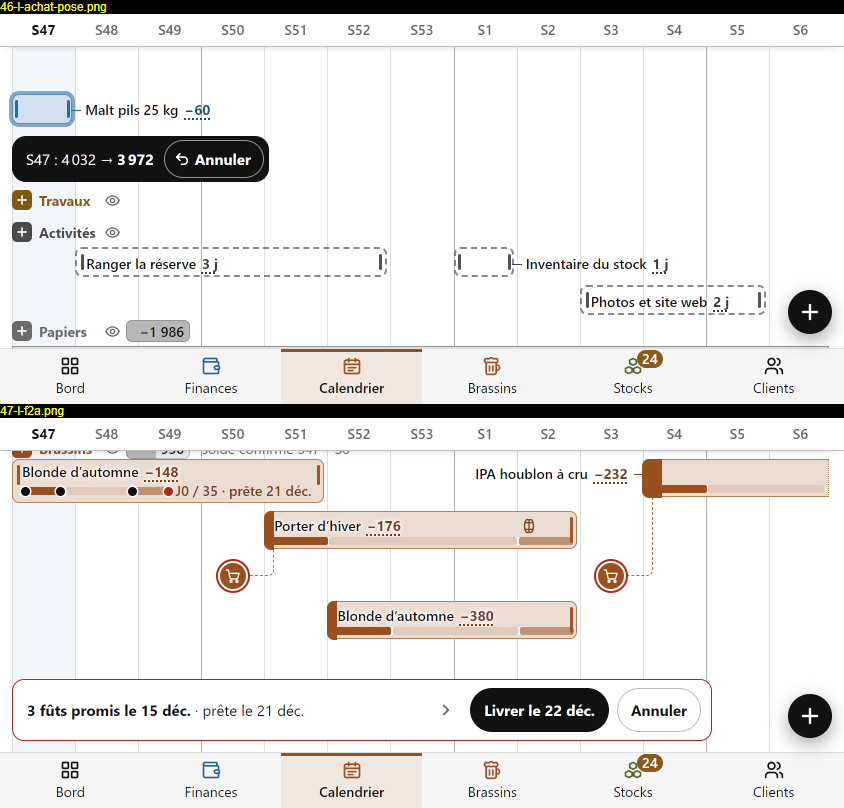 46-l-achat-pose.png
S47 S48 S49 S50 S51 S52 S53 S1 S2 S3 S4 S5 S6
Malt pils 25 kg −60
S47 : 4 032 → 3 972 Annuler
Travaux
Activités
Ranger la réserve 3 j Inventaire du stock 1 j
Photos et site web 2 j
Papiers −1 986
24
Bord Finances Calendrier Brassins Stocks Clients
47-l-f2a.png
S47 S48 S49 S50 S51 S52 S53 S1 S2 S3 S4 S5 S6
Blonde d’automne −148 IPA houblon à cru −232
J0 / 35 · prête 21 déc.
Porter d’hiver −176
Blonde d’automne −380
3 fûts promis le 15 déc. · prête le 21 déc. Livrer le 22 déc. Annuler
24
Bord Finances Calendrier Brassins Stocks Clients